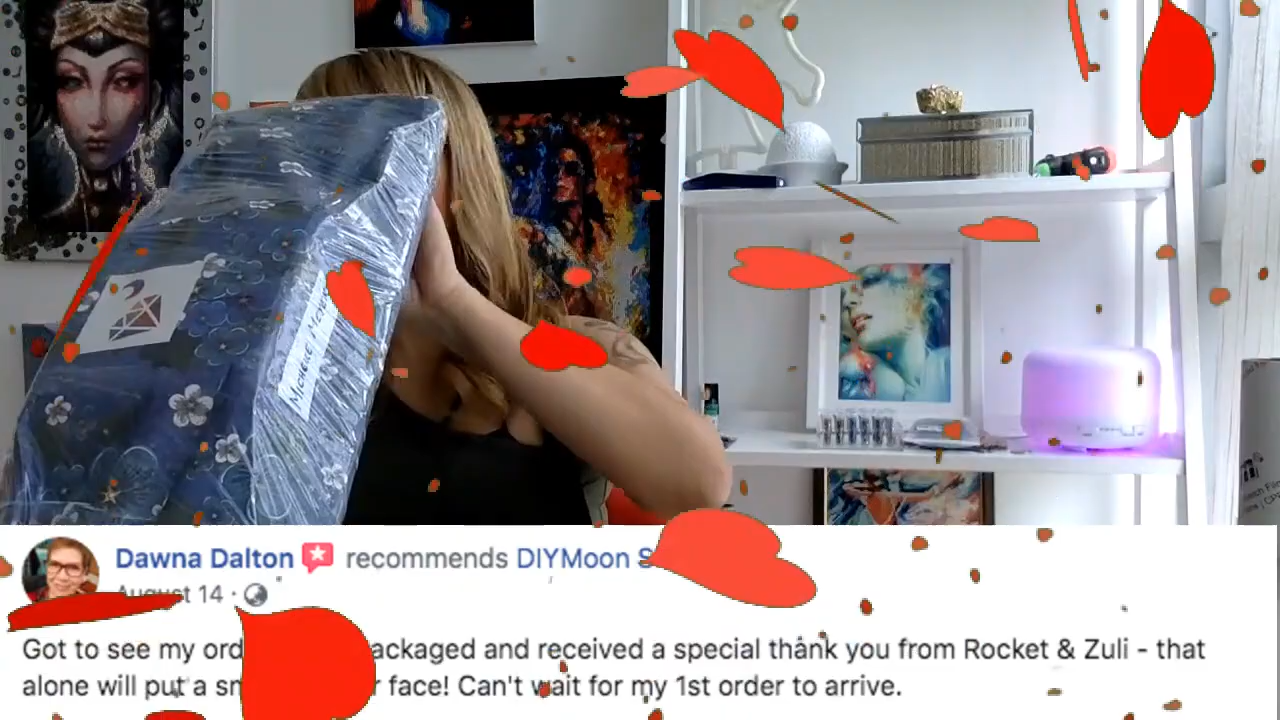 Dawna Dalton recommends DIYMoon S
August 14 ·
Got to see my ord ackaged and received a special thank you from Rocket & Zuli - that
alone will put a sm r face! Can't wait for my 1st order to arrive.